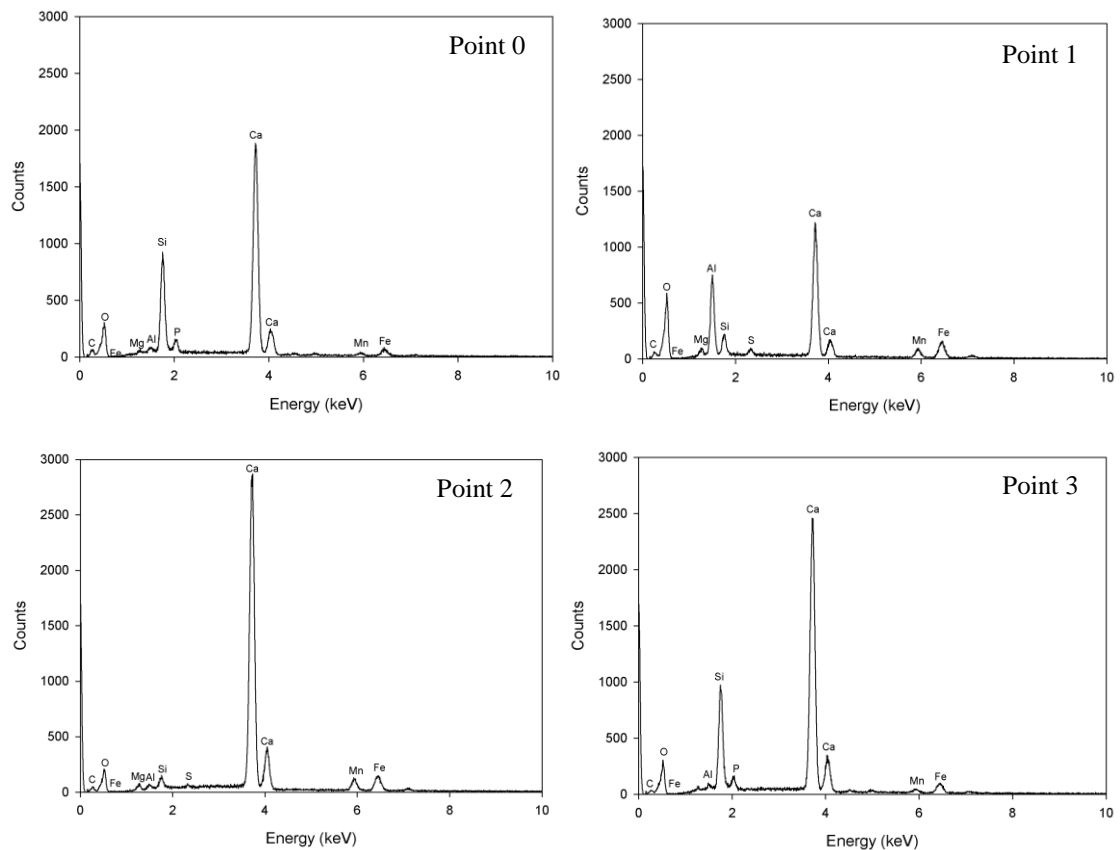 Point 0
3000
2500
2000
1500
1000
500
0
Counts
C
O
Fe
Mg
Al
Si
P
Ca
Ca
Mn
Fe
0 2 4 6 8 10
Energy (keV)
Point 1
3000
2500
2000
1500
1000
500
0
Counts
C
O
Fe
Mg
Al
Si
S
Ca
Ca
Mn
Fe
0 2 4 6 8 10
Energy (keV)
Point 2
3000
2500
2000
1500
1000
500
0
Counts
C
O
Fe
Mg
Al
Si
S
Ca
Ca
Mn
Fe
0 2 4 6 8 10
Energy (keV)
Point 3
3000
2500
2000
1500
1000
500
0
Counts
C
O
Fe
Al
Si
P
Ca
Ca
Mn
Fe
0 2 4 6 8 10
Energy (keV)